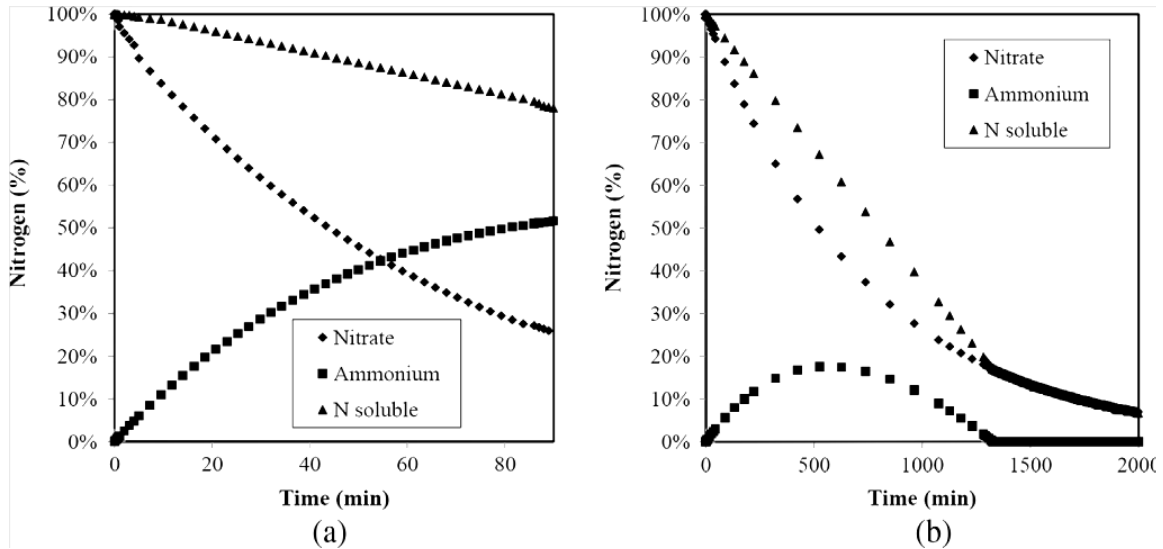 100%
90%
80%
70%
60%
50%
40%
30%
20%
10%
0%
Nitrogen (%)
Nitrate
Ammonium
N soluble
0 20 40 60 80
Time (min)
(a)
100%
90%
80%
70%
60%
50%
40%
30%
20%
10%
0%
Nitrogen (%)
Nitrate
Ammonium
N soluble
0 500 1000 1500 2000
Time (min)
(b)